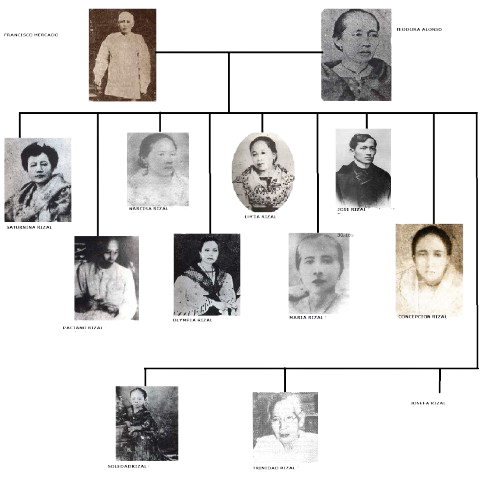 FRANCISCO MERCADO
TEODORA ALONSO
SATURNINA RIZAL
NARCISA RIZAL
LUCIA RIZAL
JOSE RIZAL
PACIANO RIZAL
OLYMPIA RIZAL
MARIA RIZAL
CONCEPCION RIZAL
SOLEDAD RIZAL
TRINIDAD RIZAL
JOSEFA RIZAL